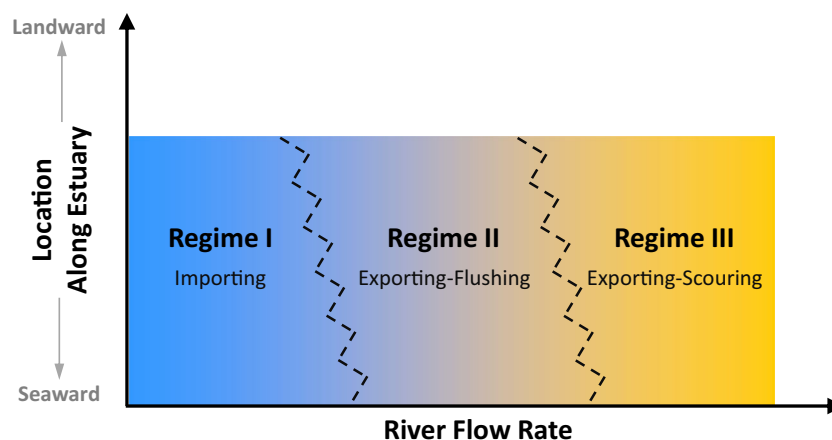 Landward
Location
Along Estuary
Seaward
Regime I
Importing
Regime II
Exporting-Flushing
Regime III
Exporting-Scouring
River Flow Rate